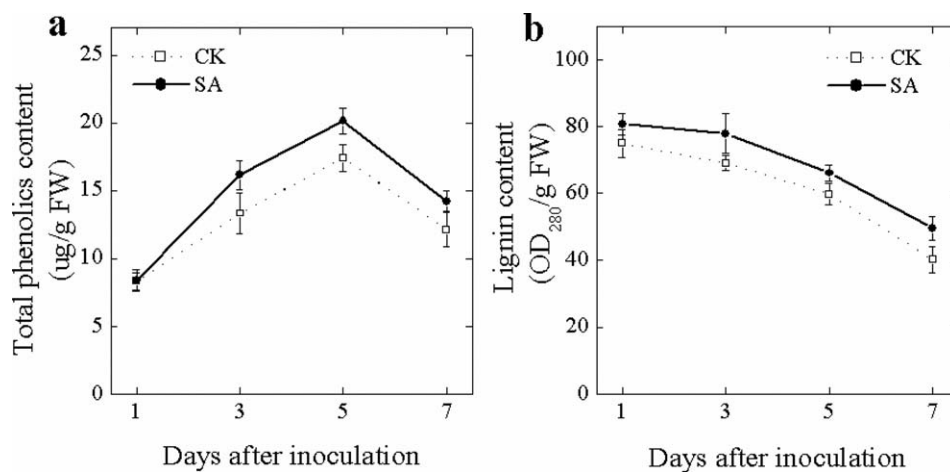 a
CK
SA
25
20
15
10
5
0
Total phenolics content
(ug/g FW)
1 3 5 7
Days after inoculation
b
CK
SA
100
80
60
40
20
0
Lignin content
(OD280/g FW)
1 3 5 7
Days after inoculation